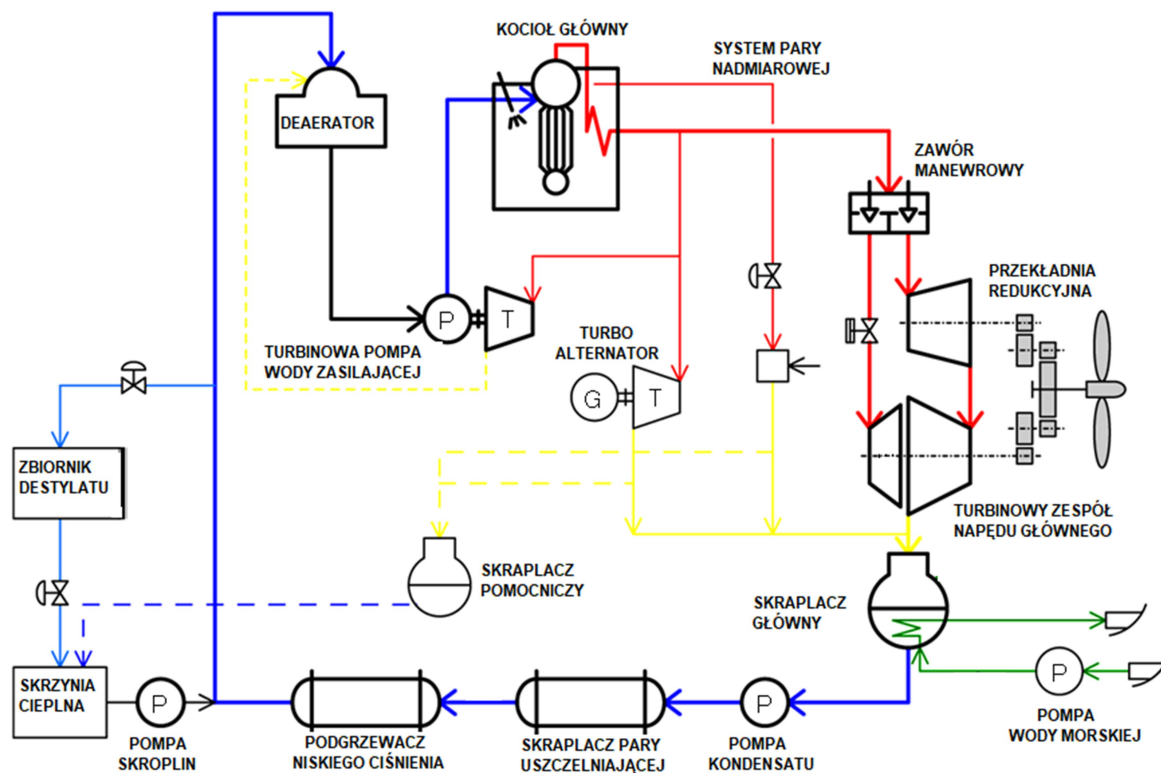 KOCIOŁ GŁÓWNY
SYSTEM PARY
NADMIAROWEJ
DEAERATOR
ZAWÓR
MANEWROWY
PRZEKŁADNIA
REDUKCYJNA
P
T
TURBINOWA POMPA
WODY ZASILAJĄCEJ
TURBO
ALTERNATOR
G
T
ZBIORNIK
DESTYLATU
TURBINOWY ZESPÓŁ
NAPĘDU GŁÓWNEGO
SKRAPLACZ
POMOCNICZY
SKRAPLACZ
GŁÓWNY
SKRZYNIA
CIEPLNA
P
POMPA
SKROPLIN
PODGRZEWACZ
NISKIEGO CIŚNIENIA
SKRAPLACZ PARY
USZCZELNIAJĄCEJ
P
POMPA
KONDENSATU
P
POMPA
WODY MORSKIEJ